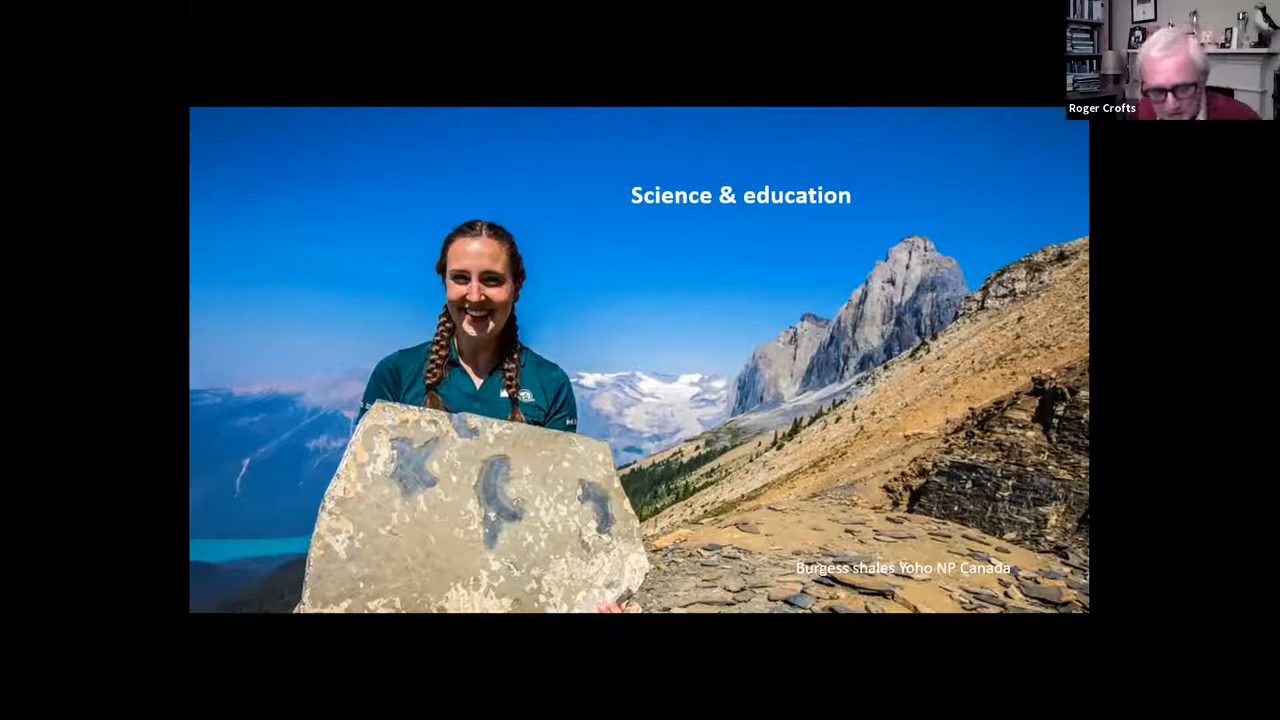 Roger Crofts
Science & education
Burgess shales Yoho NP Canada